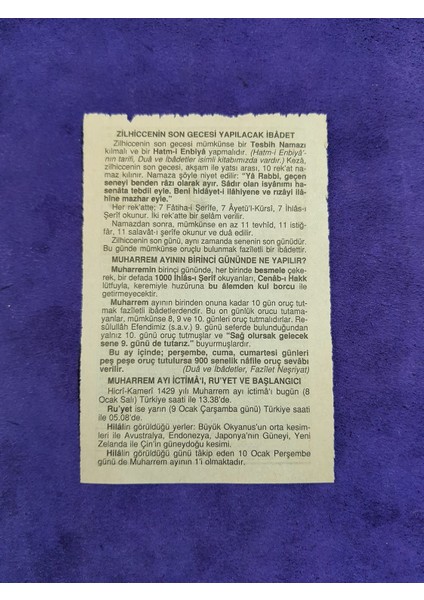 ZİLHİCCENİN SON GECESİ YAPILACAK İBÂDET
Zilhiccenin son gecesi mümkünse bir Tesbih Namazı
kılmalı ve bir Hatm-i Enbiyâ yapmalıdır. (Hatm-i Enbiyâ'-
nın tarifi, Duâ ve İbâdetler isimli kitabımızda vardır.) Kezâ,
zilhiccenin son gecesi, akşam ile yatsı arası, 10 rek'at na-
maz kılınır. Namaza şöyle niyet edilir: "Yâ Rabbi, geçen
seneyi benden râzı olarak ayır. Sâdır olan isyânımı ha-
senâta tebdil eyle. Beni hidâyet-i ilâhiyene ve rızâyi ilâ-
hîne mazhar eyle."
Her rek'atte; 7 Fâtiha-i Şerîfe, 7 Âyetü'l-Kürsî, 7 İhlâs-ı
Şerîf okunur. İki rek'atte bir selâm verilir.
Namazdan sonra, mümkünse en az 11 tevhîd, 11 istiğ-
fâr, 11 salavât-ı şerîfe okunur ve duâ edilir.
Zilhiccenin son günü, aynı zamanda senenin son günüdür.
Bu günde mümkünse oruçlu bulunmak fazîletli bir ibâdettir.
MUHARREM AYININ BİRİNCİ GÜNÜNDE NE YAPILIR?
Muharremin birinci gününde, her birinde besmele çeke-
rek, bir defada 1000 İhlâs-ı Şerîf okuyanları, Cenâb-ı Hakk
lütfuyla, keremiyle huzûruna bu âlemden kul borcu ile
getirmeyecektir.
Muharrem ayının birinden onuna kadar 10 gün oruç tut-
mak fazîletli ibâdetlerdendir. Bu on günlük orucu tutama-
yanlar, mümkünse 8, 9 ve 10. günleri oruç tutmalıdırlar. Re-
sûlüllah Efendimiz (s.a.v.) 9. günü seferde bulunduğundan
yalnız 10. günü oruç tutmuşlar ve "Sağ olursak gelecek
sene 9. günü de tutarız." buyurmuşlardır.
Bu ay içinde; perşembe, cuma, cumartesi günleri
peş peşe oruç tutulursa 900 senelik nâfile oruç sevâbı
verilir. (Duâ ve İbâdetler, Fazilet Neşriyat)
MUHARREM AYI İCTİMÂ'I, RU'YET VE BAŞLANGICI
Hicrî-Kamerî 1429 yılı Muharrem ayı ictimâ'ı bugün (8
Ocak Salı) Türkiye saati ile 13.38'de.
Ru'yet ise yarın (9 Ocak Çarşamba günü) Türkiye saati
ile 05.08'de.
Hilâlin görüldüğü yerler: Büyük Okyanus'un orta kesim-
leri ile Avustralya, Endonezya, Japonya'nın Güneyi, Yeni
Zelanda ile Çin'in güneydoğu kesimi.
Hilâlin görüldüğü günü tâkip eden 10 Ocak Perşembe
günü de Muharrem ayının 1'i olmaktadır.